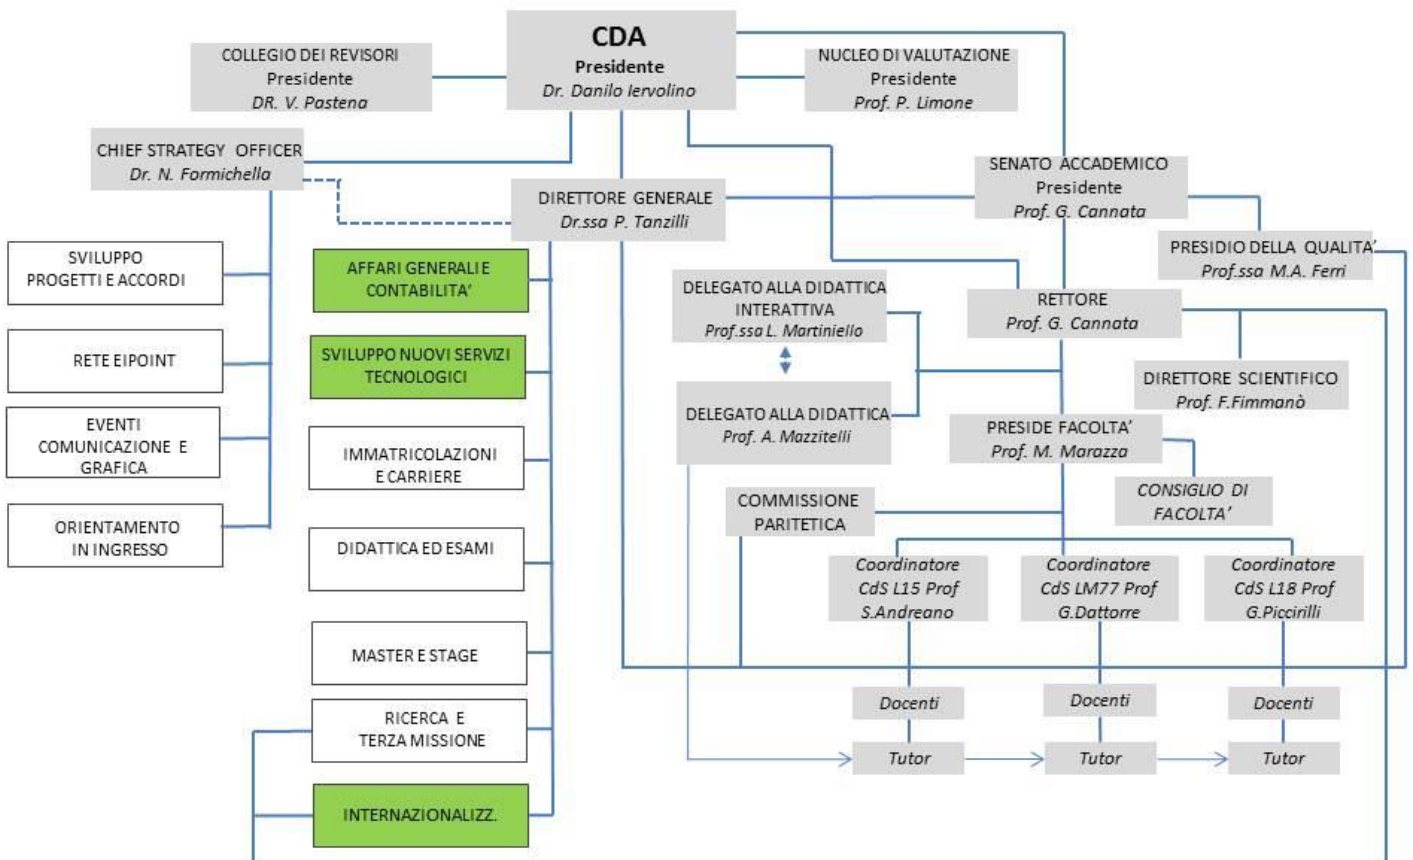 CDA
Presidente
Dr. Danilo Iervolino
COLLEGIO DEI REVISORI
Presidente
DR. V. Pastena
NUCLEO DI VALUTAZIONE
Presidente
Prof. P. Limone
CHIEF STRATEGY OFFICER
Dr. N. Formichella
SENATO ACCADEMICO
Presidente
Prof. G. Cannata
DIRETTORE GENERALE
Dr.ssa P. Tanzilli
PRESIDIO DELLA QUALITA’
Prof.ssa M.A. Ferri
SVILUPPO
PROGETTI E ACCORDI
RETE EIPOINT
EVENTI
COMUNICAZIONE E
GRAFICA
ORIENTAMENTO
IN INGRESSO
AFFARI GENERALI E
CONTABILITA’
SVILUPPO NUOVI SERVIZI
TECNOLOGICI
IMMATRICOLAZIONI
E CARRIERE
DIDATTICA ED ESAMI
MASTER E STAGE
RICERCA E
TERZA MISSIONE
INTERNAZIONALIZZ.
DELEGATO ALLA DIDATTICA
INTERATTIVA
Prof.ssa L. Martiniello
DELEGATO ALLA DIDATTICA
Prof. A. Mazzitelli
RETTORE
Prof. G. Cannata
DIRETTORE SCIENTIFICO
Prof. F.Fimmanò
PRESIDE FACOLTA’
Prof. M. Marazza
CONSIGLIO DI
FACOLTA’
COMMISSIONE
PARITETICA
Coordinatore
CdS L15 Prof
S.Andreano
Coordinatore
CdS LM77 Prof
G.Dattorre
Coordinatore
CdS L18 Prof
G.Piccirilli
Docenti
Docenti
Docenti
Tutor
Tutor
Tutor